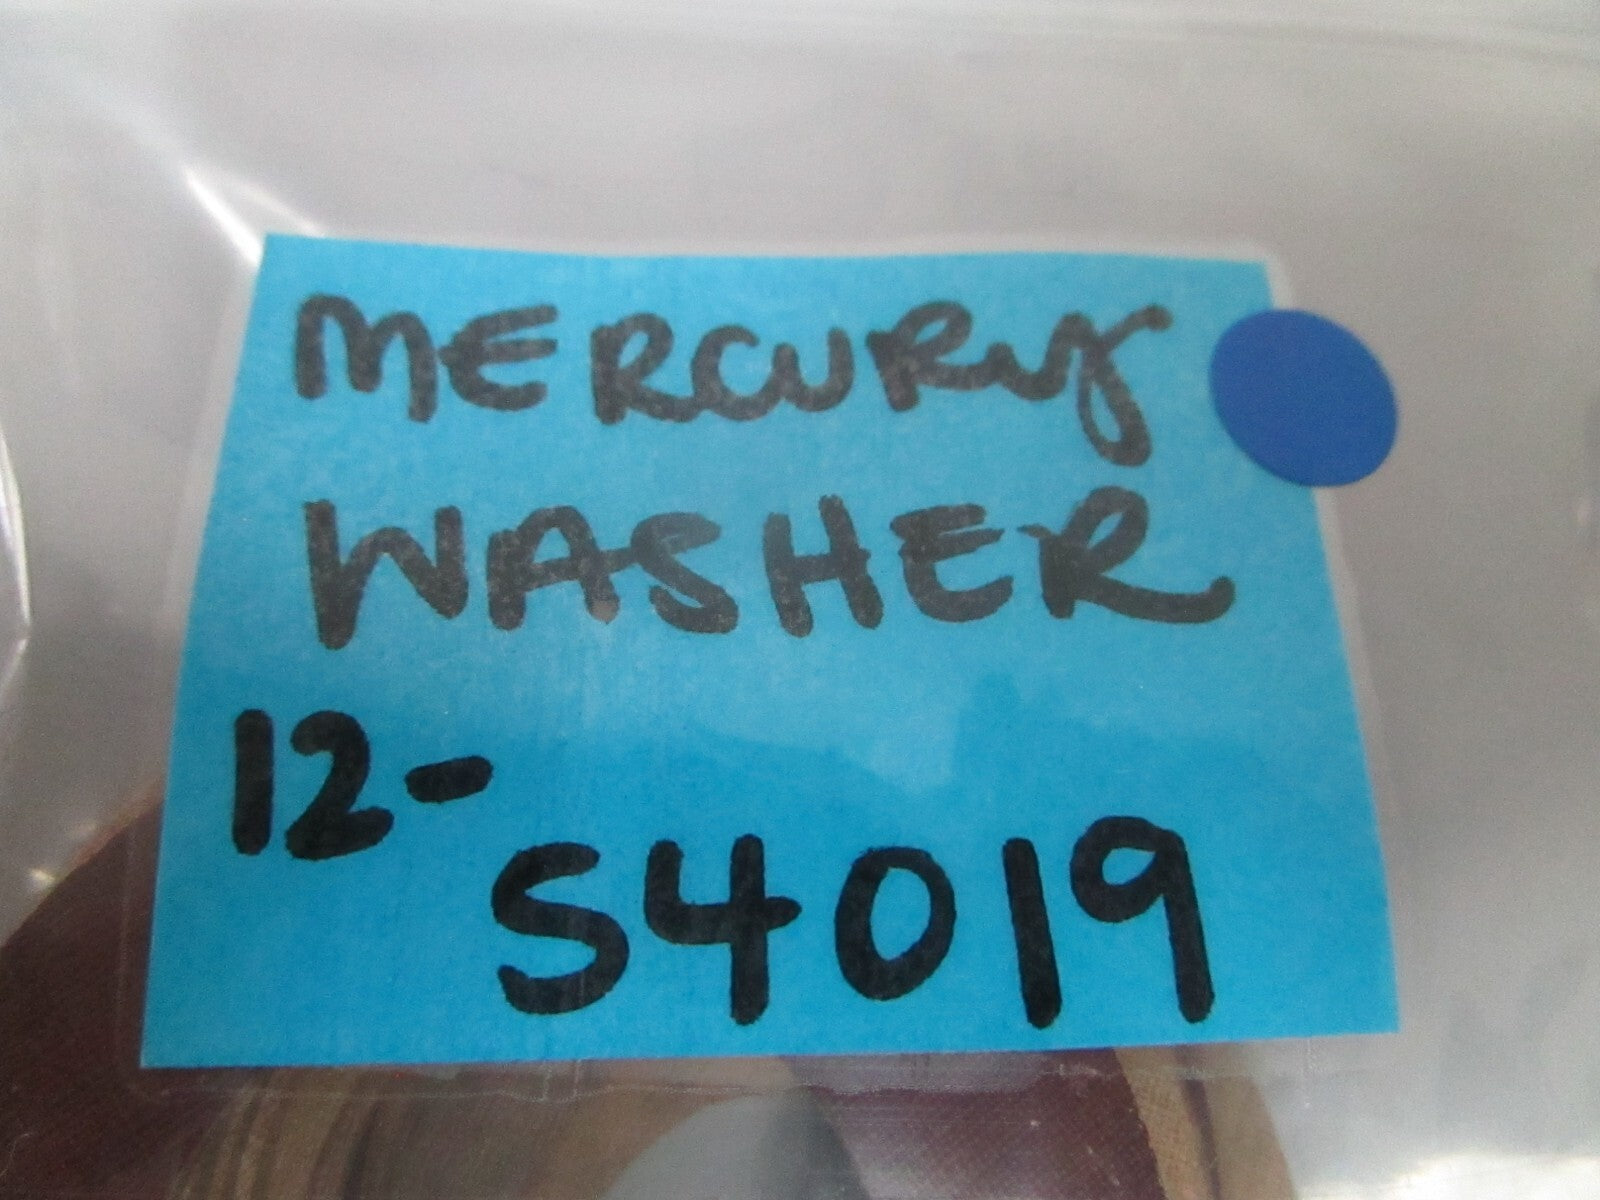 MERCURY
WASHER
12-
54019